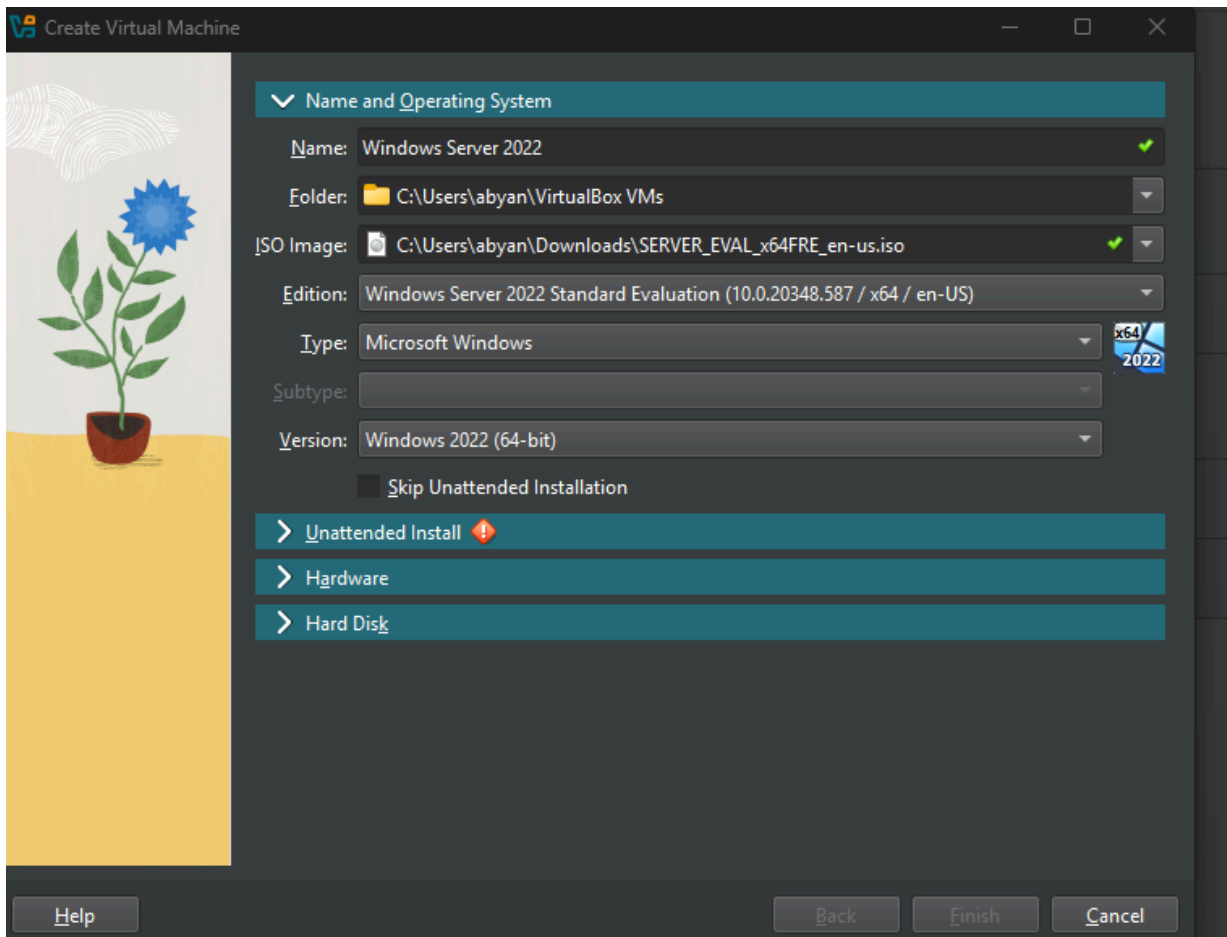 Create Virtual Machine
Name and Operating System
Name: Windows Server 2022
Folder: C:\Users\abyan\VirtualBox VMs
ISO Image: C:\Users\abyan\Downloads\SERVER_EVAL_x64FRE_en-us.iso
Edition: Windows Server 2022 Standard Evaluation (10.0.20348.587 / x64 / en-US)
Type: Microsoft Windows
x64
2022
Subtype:
Version: Windows 2022 (64-bit)
Skip Unattended Installation
Unattended Install
Hardware
Hard Disk
Help Back Finish Cancel